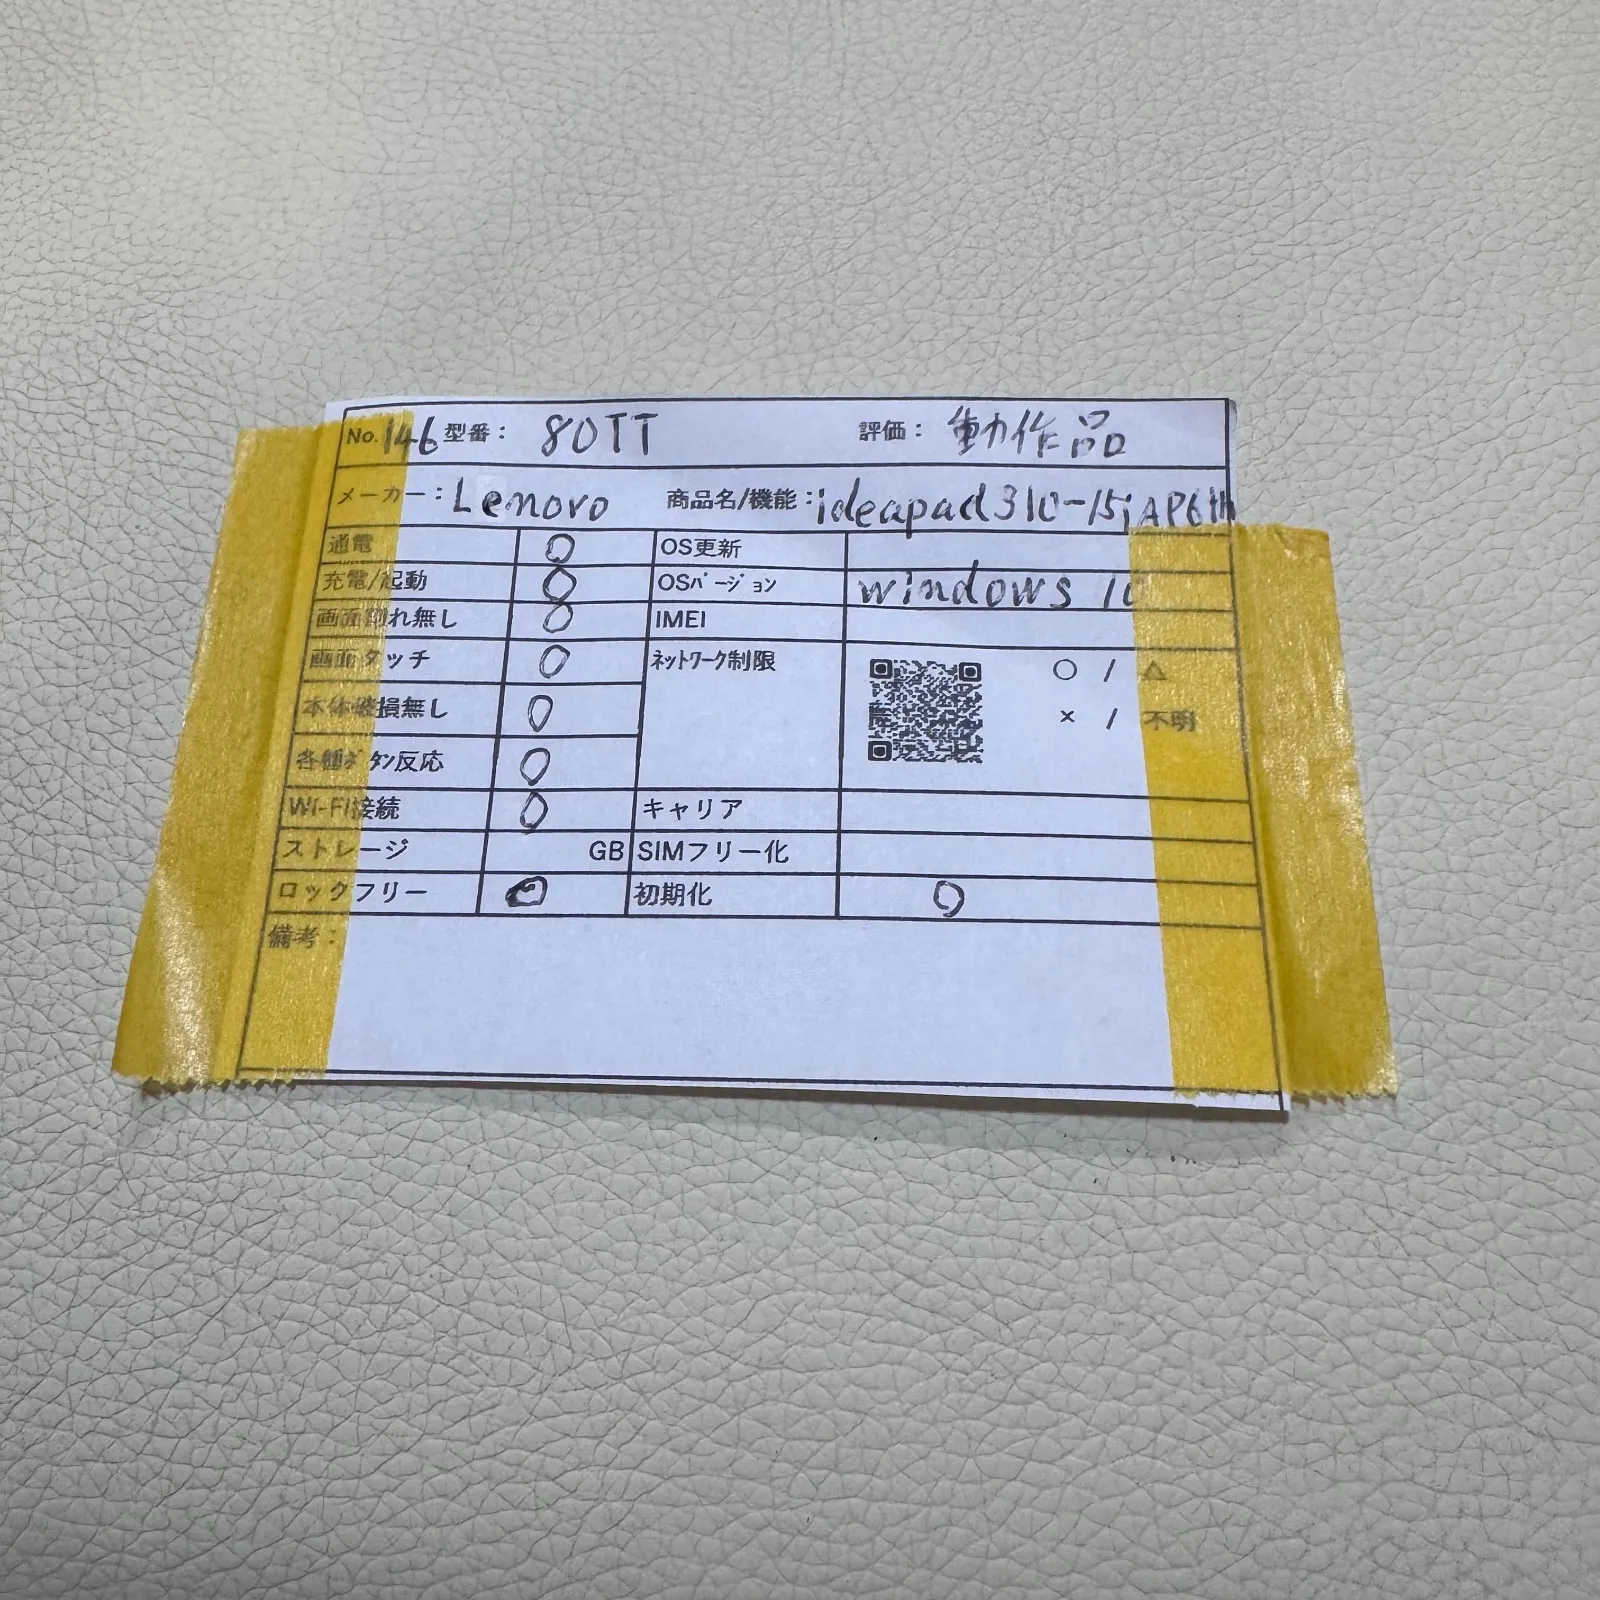 No. 146 型番： 80TT 評価： 動作品
メーカー：Lenovo 商品名/機能：ideapad310-15iAP
通電 ○ OS更新
充電/起動 ○ OSﾊﾞｰｼﾞｮﾝ windows 10
画面割れ無し ○ IMEI
画面タッチ ○ ﾈｯﾄﾜｰｸ制限 ○ / △
本体破損無し ○ × / 不明
各種ﾎﾞﾀﾝ反応 ○
Wi-Fi接続 ○ キャリア
ストレージ GB SIMフリー化
ロックフリー ○ 初期化 ○
備考：